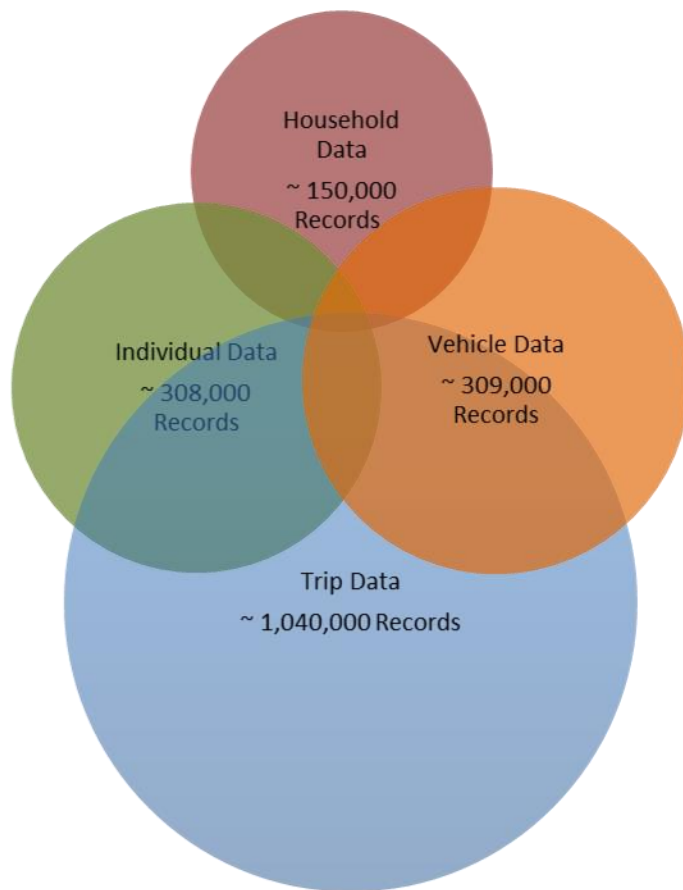 Household
Data
~ 150,000
Records
Individual Data
~ 308,000
Records
Vehicle Data
~ 309,000
Records
Trip Data
~ 1,040,000 Records